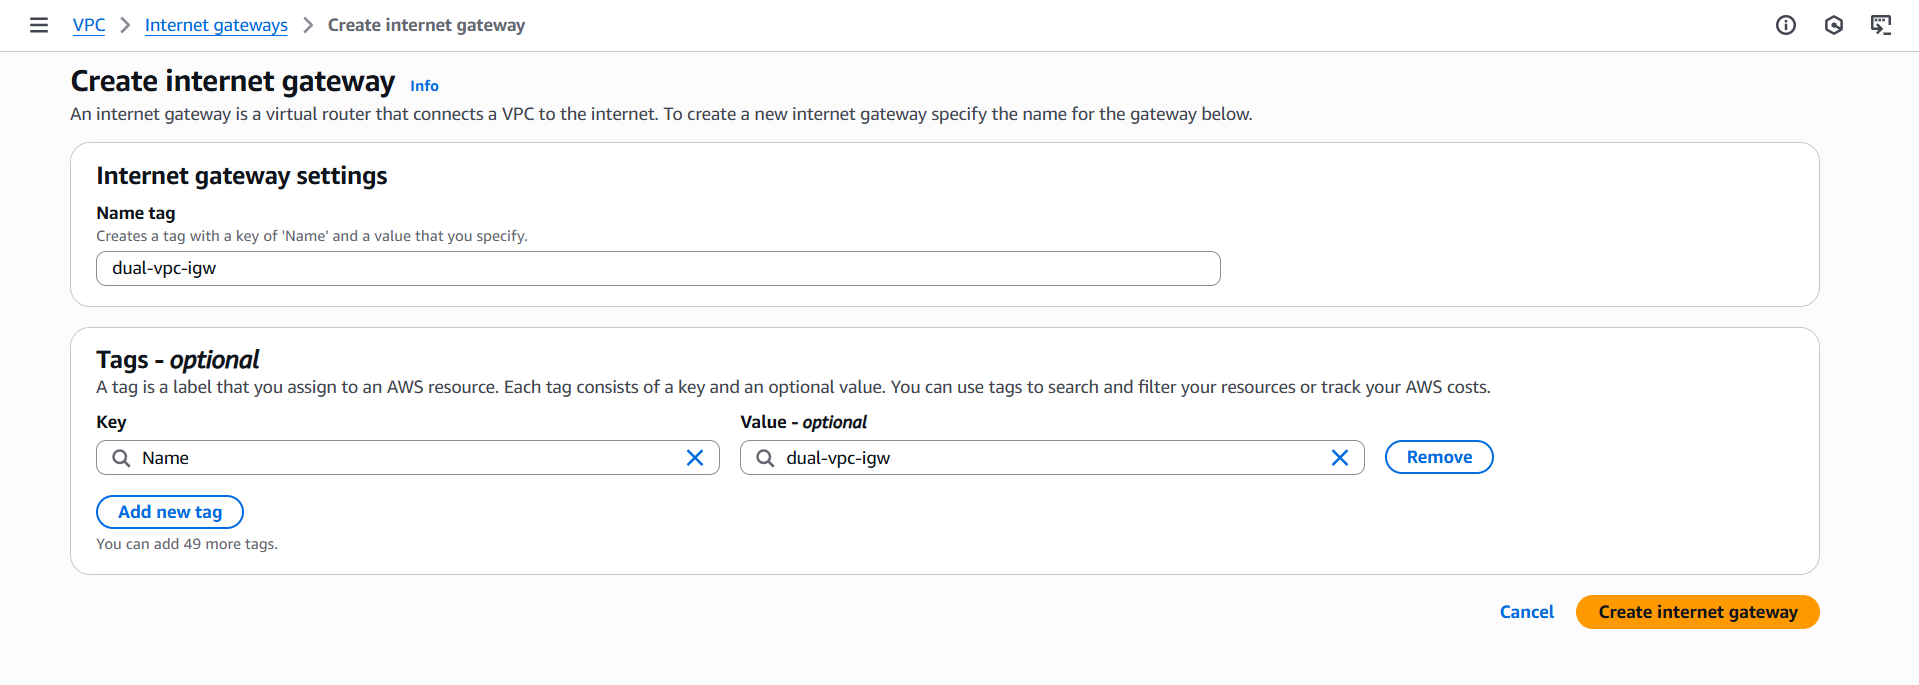 VPC > Internet gateways > Create internet gateway
Create internet gateway Info
An internet gateway is a virtual router that connects a VPC to the internet. To create a new internet gateway specify the name for the gateway below.
Internet gateway settings
Name tag
Creates a tag with a key of 'Name' and a value that you specify.
dual-vpc-igw
Tags - optional
A tag is a label that you assign to an AWS resource. Each tag consists of a key and an optional value. You can use tags to search and filter your resources or track your AWS costs.
Key Value - optional
Name dual-vpc-igw Remove
Add new tag
You can add 49 more tags.
Cancel Create internet gateway